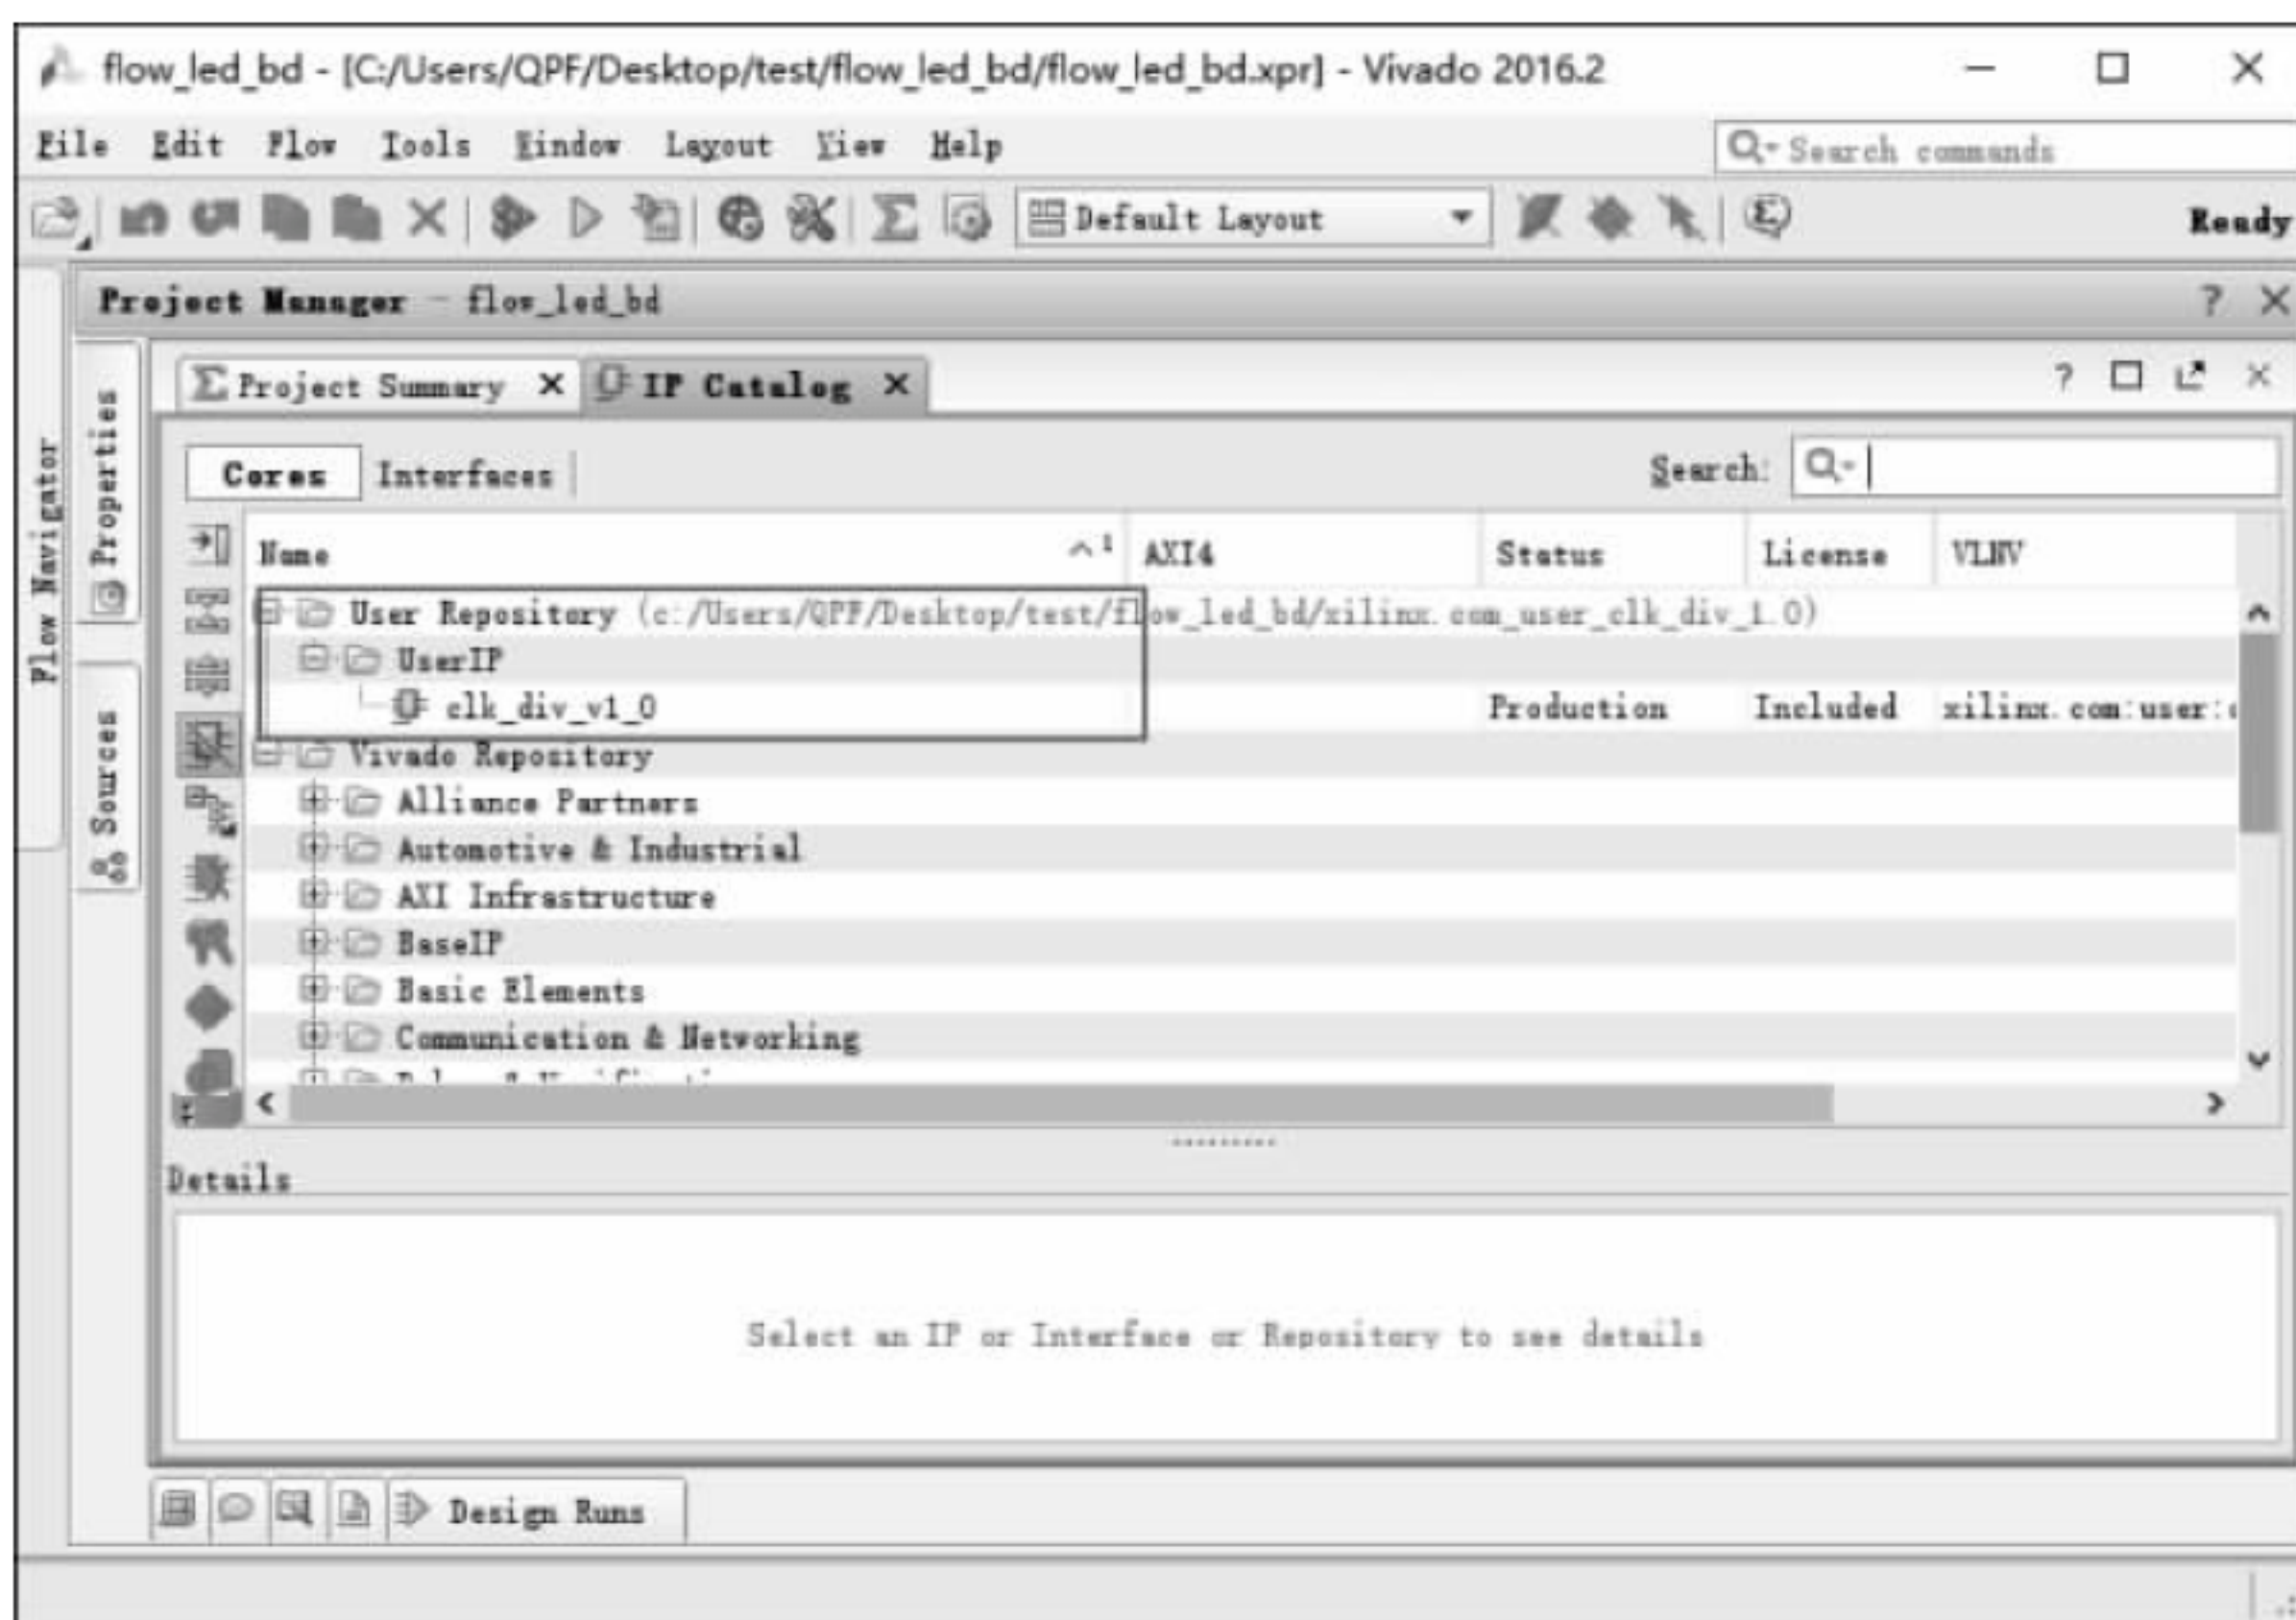 flow_led_bd - [C:/Users/QPF/Desktop/test/flow_led_bd/flow_led_bd.xpr] - Vivado 2016.2
File Edit Flow Tools Window Layout View Help
Search commands
Default Layout
Ready
Project Manager - flow_led_bd
Flow Navigator
Properties
Sources
Project Summary
IP Catalog
Cores Interfaces
Search:
Name 1 AXI4 Status License VLNV
User Repository (c:/Users/QPF/Desktop/test/flow_led_bd/xilinx.com_user_clk_div_1.0)
UserIP
clk_div_v1_0 Production Included xilinx.com:user:
Vivado Repository
Alliance Partners
Automotive & Industrial
AXI Infrastructure
BaseIP
Basic Elements
Communication & Networking
Details
Select an IP or Interface or Repository to see details
Design Runs